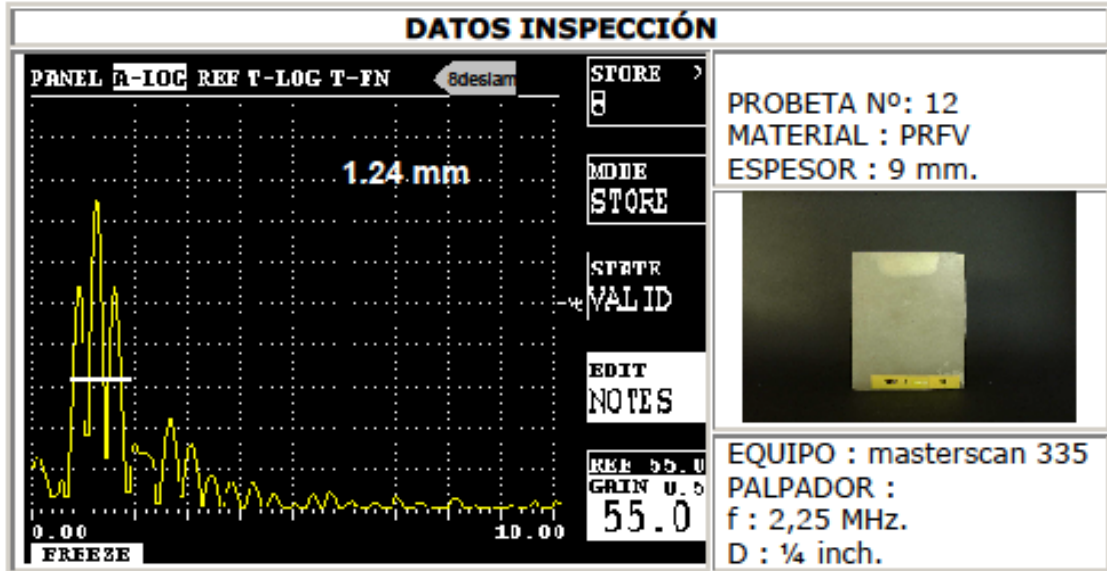 DATOS INSPECCIÓN
PANEL A-LOG REF T-LOG T-FN 8deslam
STORE >
8
1.24 mm
MODE
STORE
STATE
VALID
EDIT
NOTES
REF 55.0
GAIN 0.5
55.0
0.00 10.00
FREEZE
PROBETA Nº: 12
MATERIAL : PRFV
ESPESOR : 9 mm.
EQUIPO : masterscan 335
PALPADOR :
f : 2,25 MHz.
D : ¼ inch.